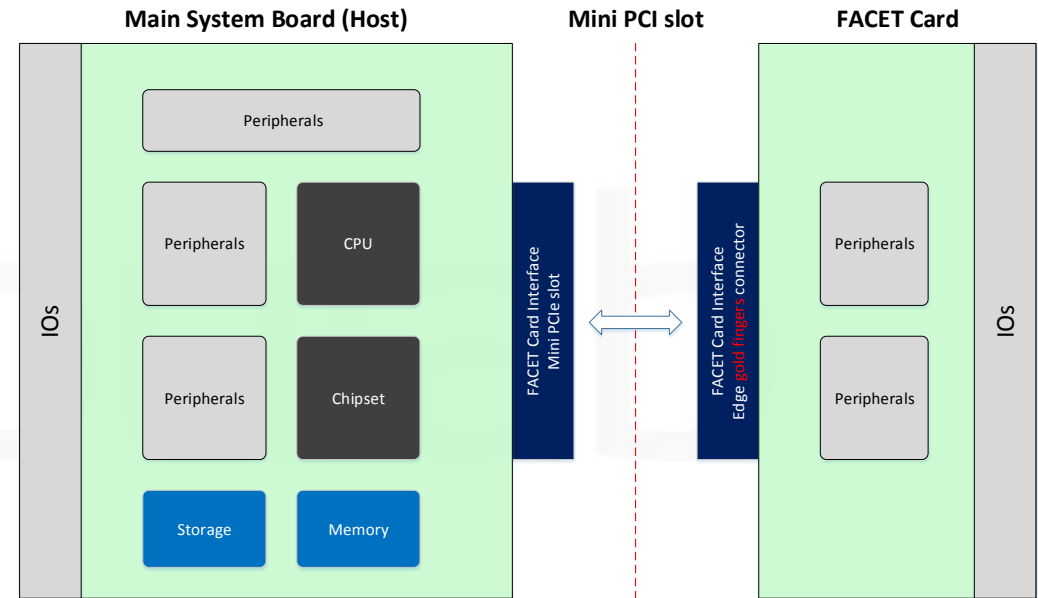 Main System Board (Host)
Mini PCI slot
FACET Card
IOs
Peripherals
Peripherals
CPU
Peripherals
Chipset
Storage
Memory
FACET Card Interface
Mini PCIe slot
FACET Card Interface
Edge gold fingers connector
Peripherals
Peripherals
IOs